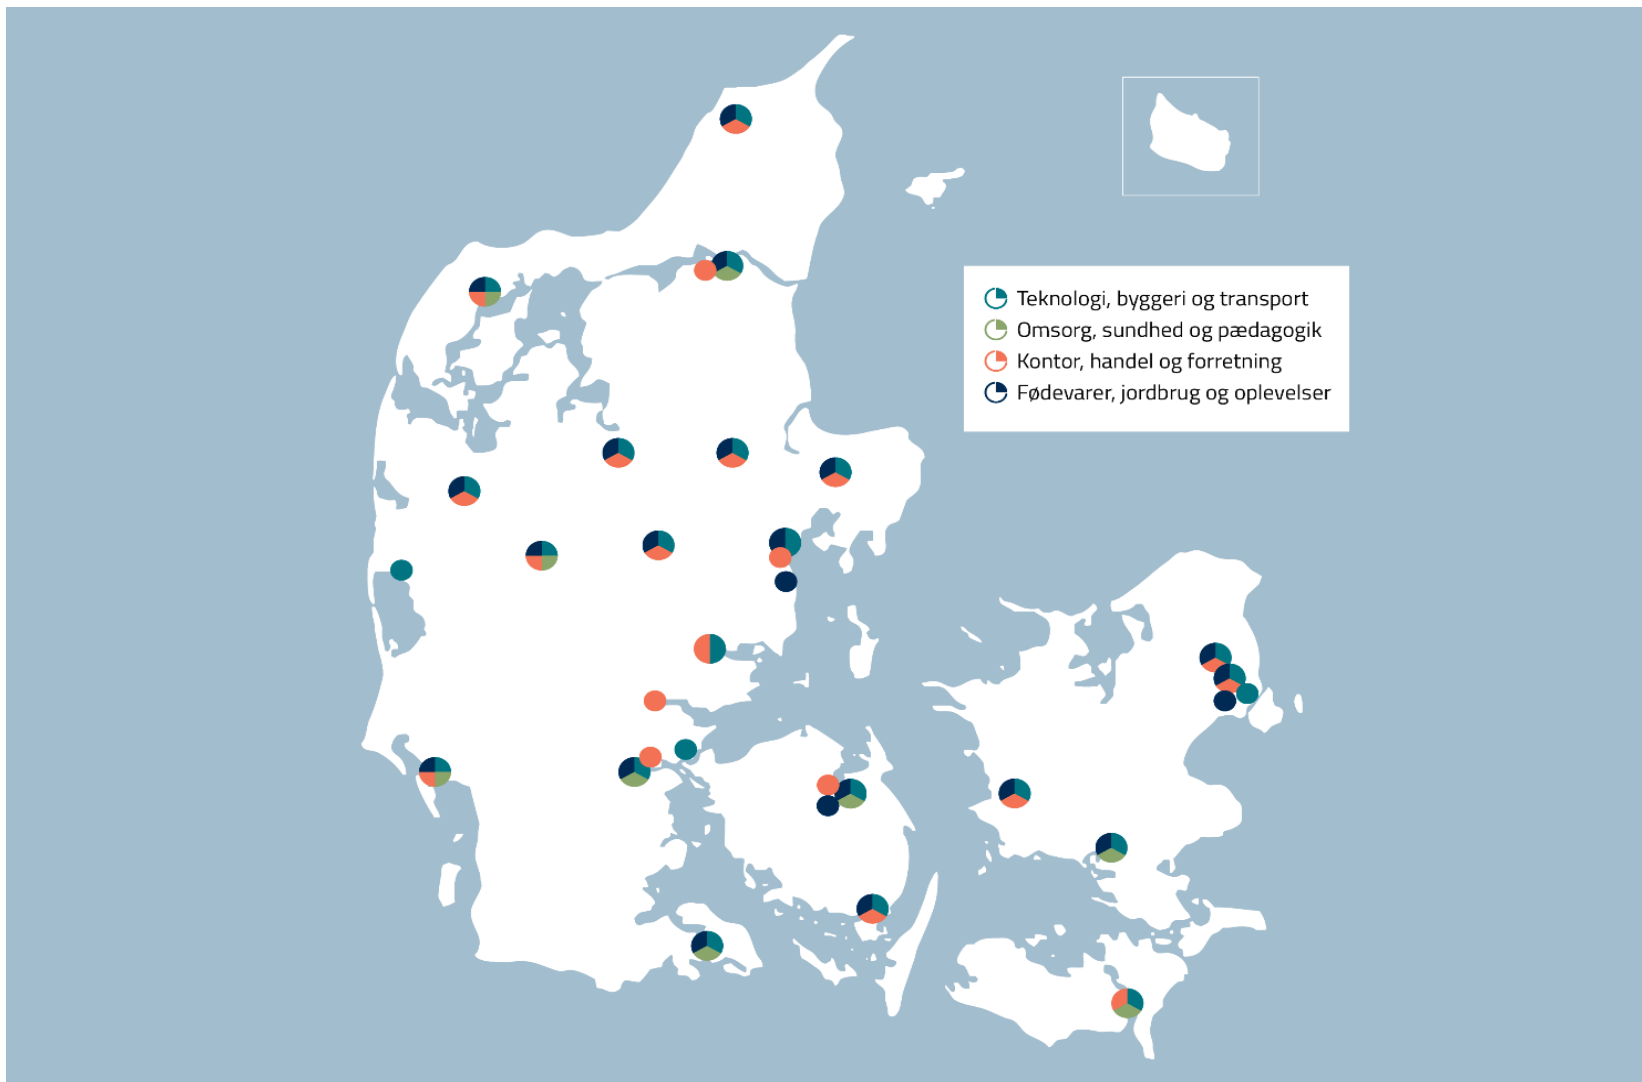 Teknologi, byggeri og transport
Omsorg, sundhed og pædagogik
Kontor, handel og forretning
Fødevarer, jordbrug og oplevelser